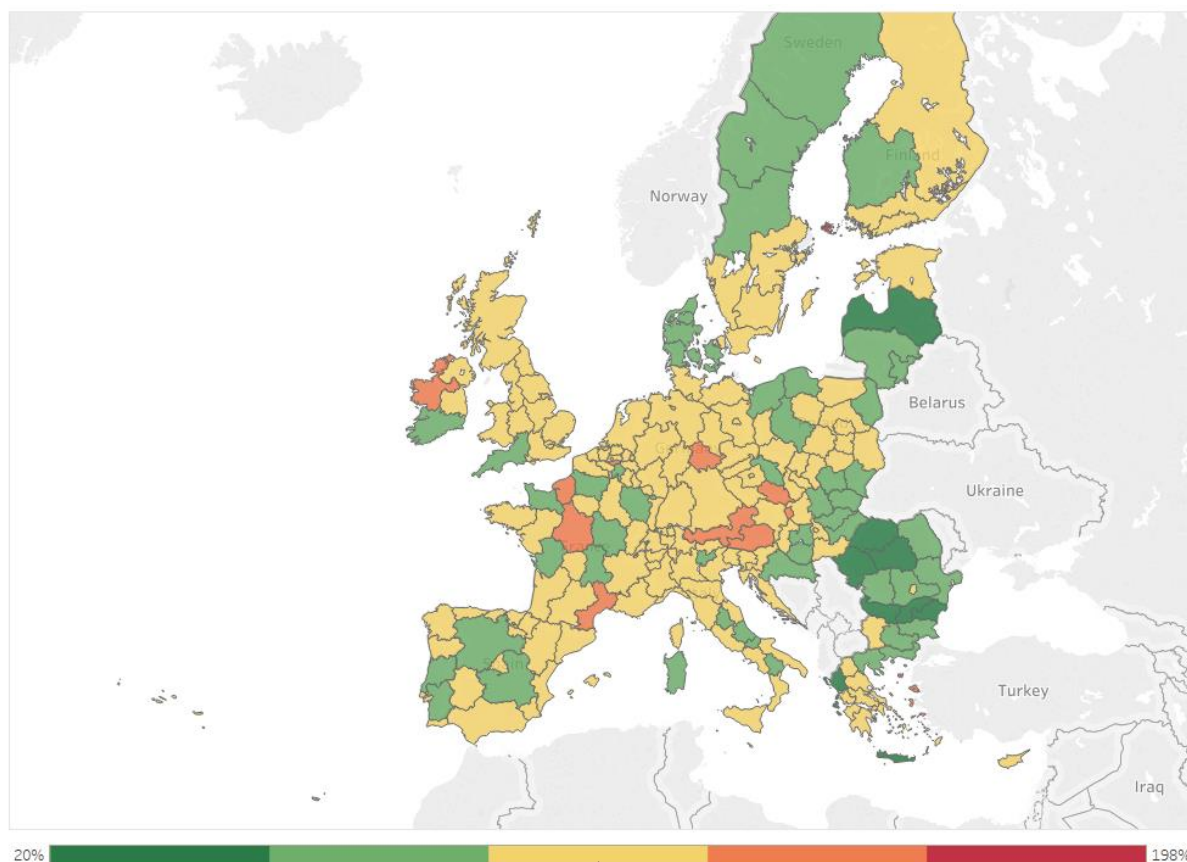 Sweden
Finland
Norway
Belarus
Ukraine
Turkey
Iraq
20%
198%